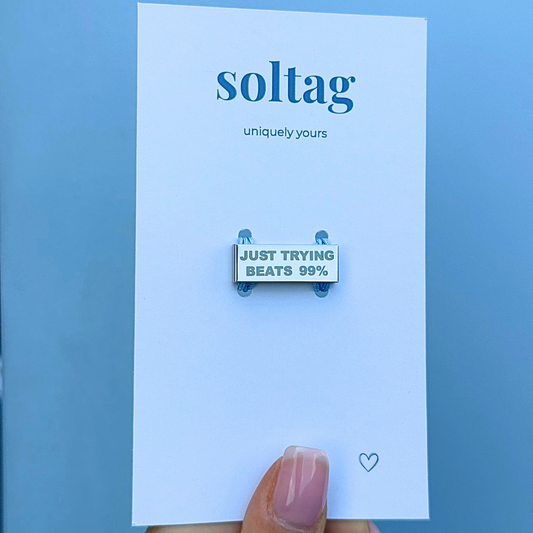 soltag
uniquely yours
JUST TRYING
BEATS 99%